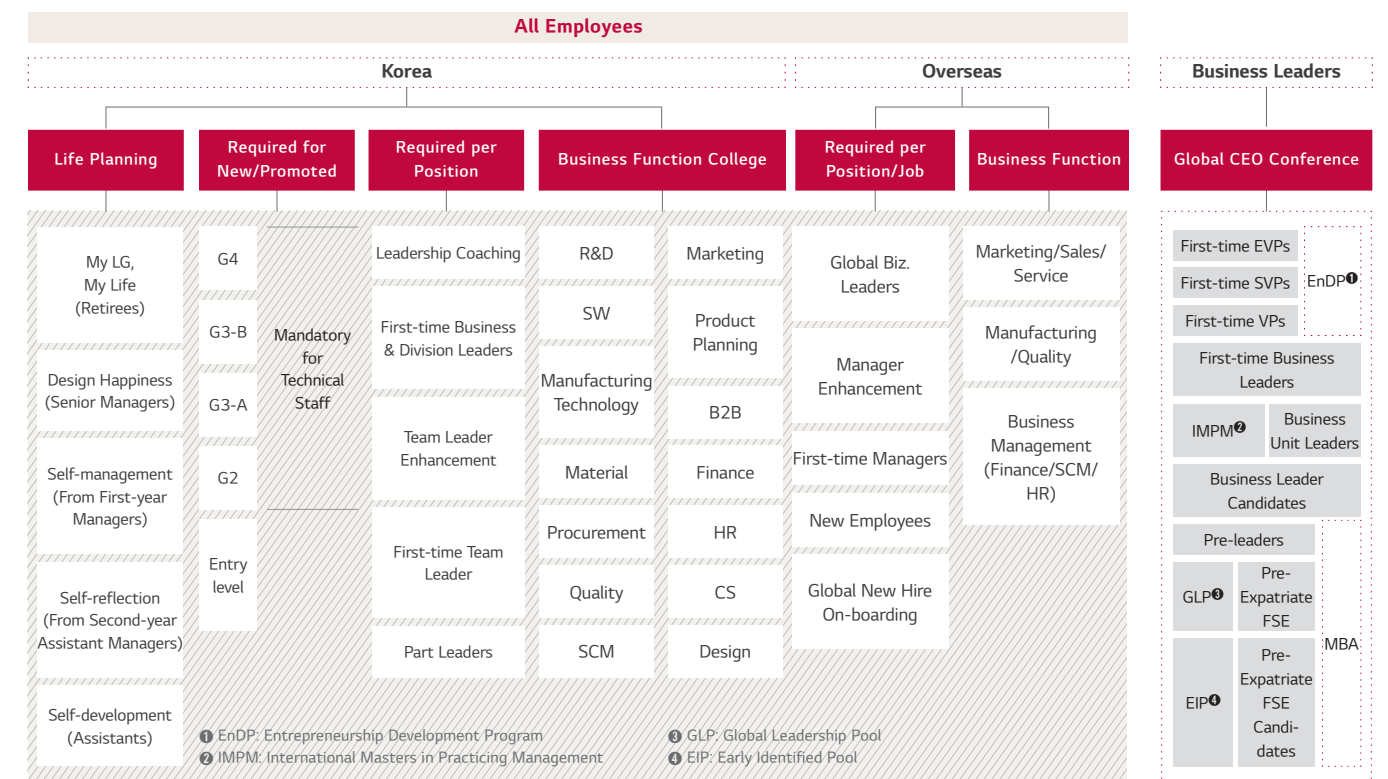 All Employees
Korea
Overseas
Business Leaders
Life Planning
Required for
New/Promoted
Required per
Position
Business Function College
Required per
Position/Job
Business Function
Global CEO Conference
My LG,
My Life
(Retirees)
Design Happiness
(Senior Managers)
Self-management
(From First-year
Managers)
Self-reflection
(From Second-year
Assistant Managers)
Self-development
(Assistants)
G4
G3-B
G3-A
G2
Entry
level
Mandatory
for
Technical
Staff
Leadership Coaching
First-time Business
& Division Leaders
Team Leader
Enhancement
First-time Team
Leader
Part Leaders
R&D
SW
Manufacturing
Technology
Material
Procurement
Quality
SCM
Marketing
Product
Planning
B2B
Finance
HR
CS
Design
Global Biz.
Leaders
Manager
Enhancement
First-time Managers
New Employees
Global New Hire
On-boarding
Marketing/Sales/
Service
Manufacturing
/Quality
Business
Management
(Finance/SCM/
HR)
First-time EVPs
First-time SVPs
First-time VPs
EnDP❶
First-time Business
Leaders
IMPM❷
Business
Unit Leaders
Business Leader
Candidates
Pre-leaders
GLP❸
Pre-
Expatriate
FSE
EIP❹
Pre-
Expatriate
FSE
Candi-
dates
MBA
❶ EnDP: Entrepreneurship Development Program
❷ IMPM: International Masters in Practicing Management
❸ GLP: Global Leadership Pool
❹ EIP: Early Identified Pool